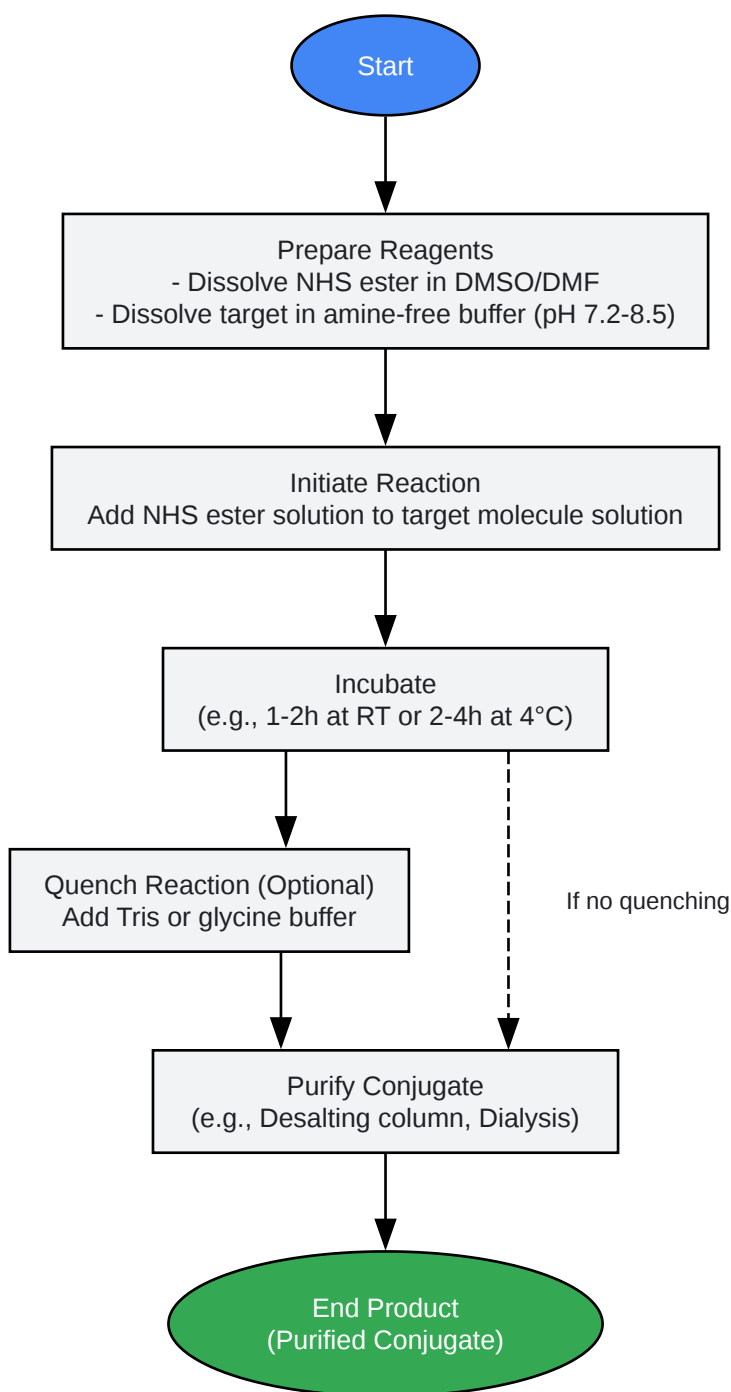 Start
Prepare Reagents
- Dissolve NHS ester in DMSO/DMF
- Dissolve target in amine-free buffer (pH 7.2-8.5)
Initiate Reaction
Add NHS ester solution to target molecule solution
Incubate
(e.g., 1-2h at RT or 2-4h at 4°C)
Quench Reaction (Optional)
Add Tris or glycine buffer
If no quenching
Purify Conjugate
(e.g., Desalting column, Dialysis)
End Product
(Purified Conjugate)